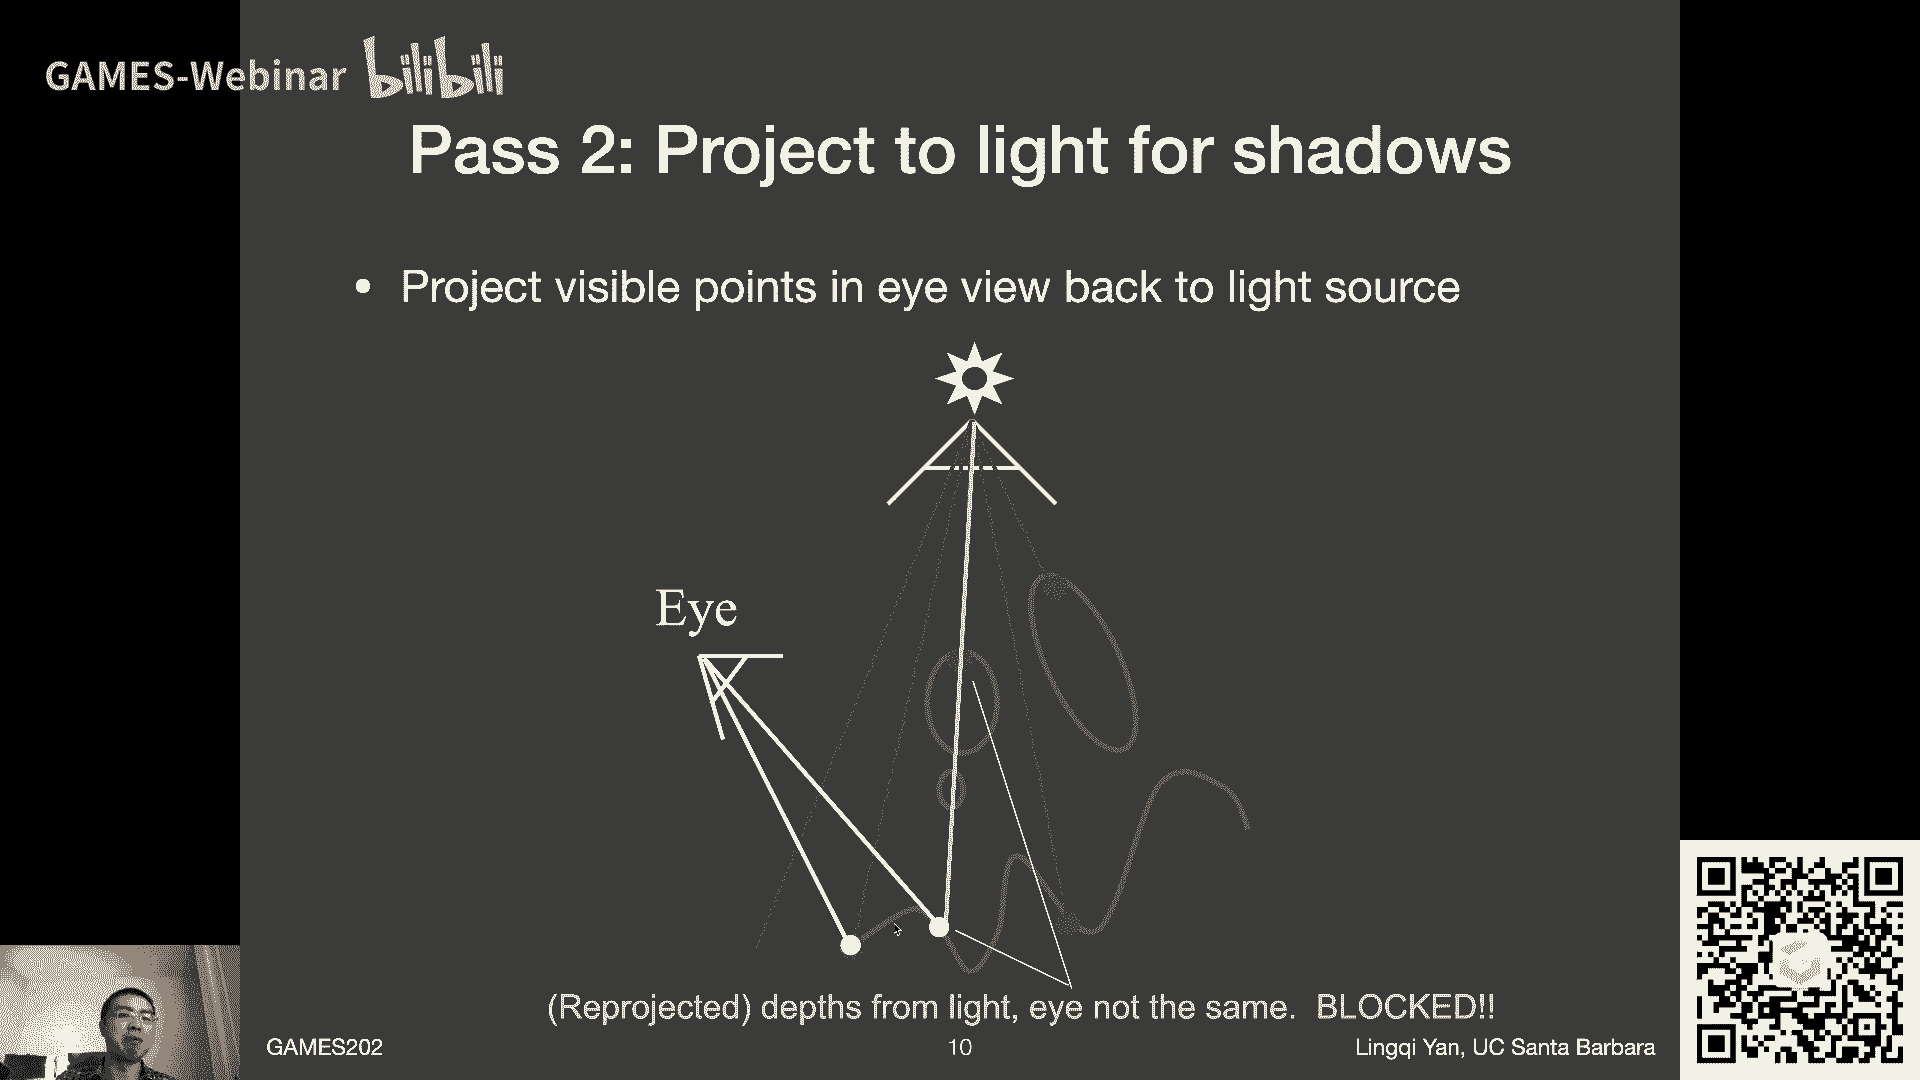 GAMES-Webinar bilibili
Pass 2: Project to light for shadows
• Project visible points in eye view back to light source
Eye
(Reprojected) depths from light, eye not the same. BLOCKED!!
GAMES202
10
Lingqi Yan, UC Santa Barbara